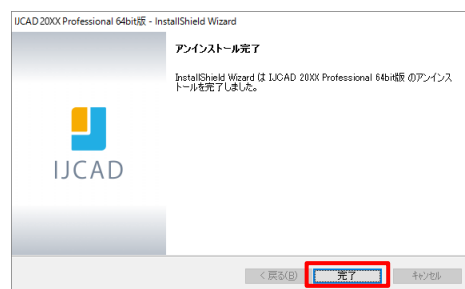 IJCAD 20XX Professional 64bit版 - InstallShield Wizard
アンインストール完了
InstallShield Wizard は IJCAD 20XX Professional 64bit版 のアンインス
トールを完了しました。
IJCAD
< 戻る(B)
完了
キャンセル